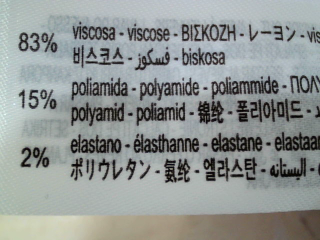 83% viscosa - viscose - ΒΙΣΚΟΖΗ - レーヨン - vis
비스코스 - فسكوز - biskosa
15% poliamida - polyamide - poliammide - ΠΟΛΥ
polyamid - poliamid - 锦纶 - 폴리아미드 -
2% elastano - élasthanne - elastane - elastaan
ポリウレタン - 氨纶 - 엘라스탄 - اليستانه -